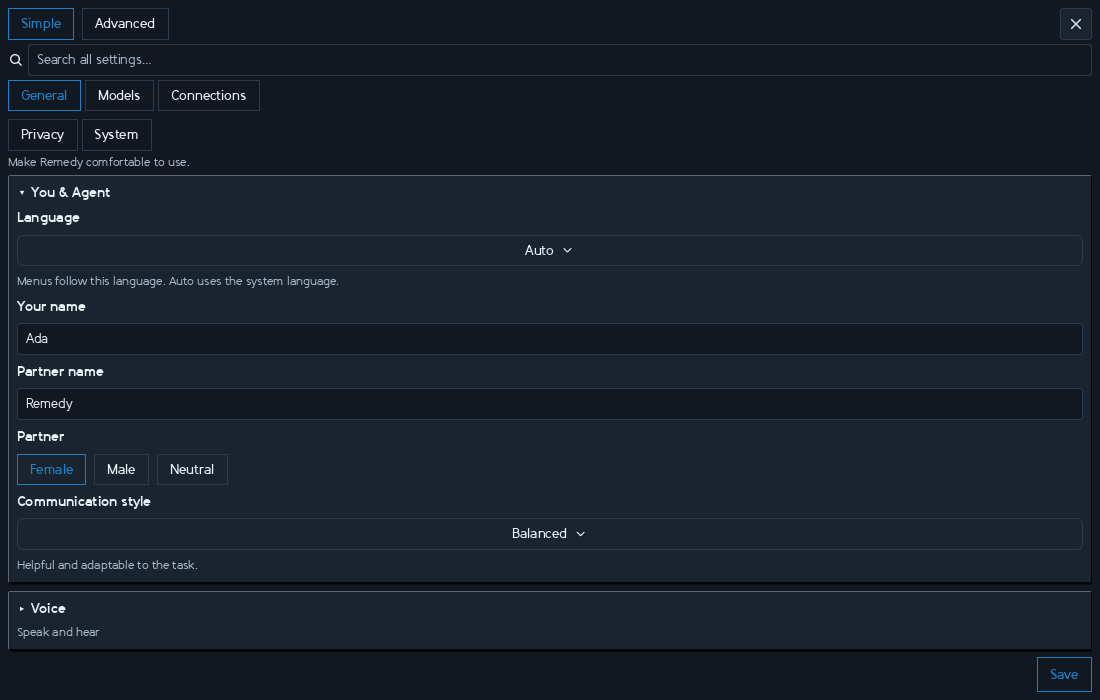 Simple Advanced
Search all settings...
General Models Connections
Privacy System
Make Remedy comfortable to use.
You & Agent
Language
Auto
Menus follow this language. Auto uses the system language.
Your name
Ada
Partner name
Remedy
Partner
Female Male Neutral
Communication style
Balanced
Helpful and adaptable to the task.
Voice
Speak and hear
Save